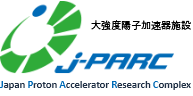 大強度陽子加速器施設
J-PARC
Japan Proton Accelerator Research Complex